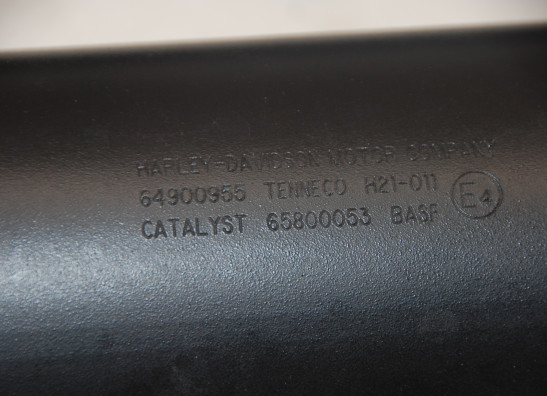 HARLEY-DAVIDSON MOTOR COMPANY
64900955 TENNECO H21-011 E4
CATALYST 65800053 BASF